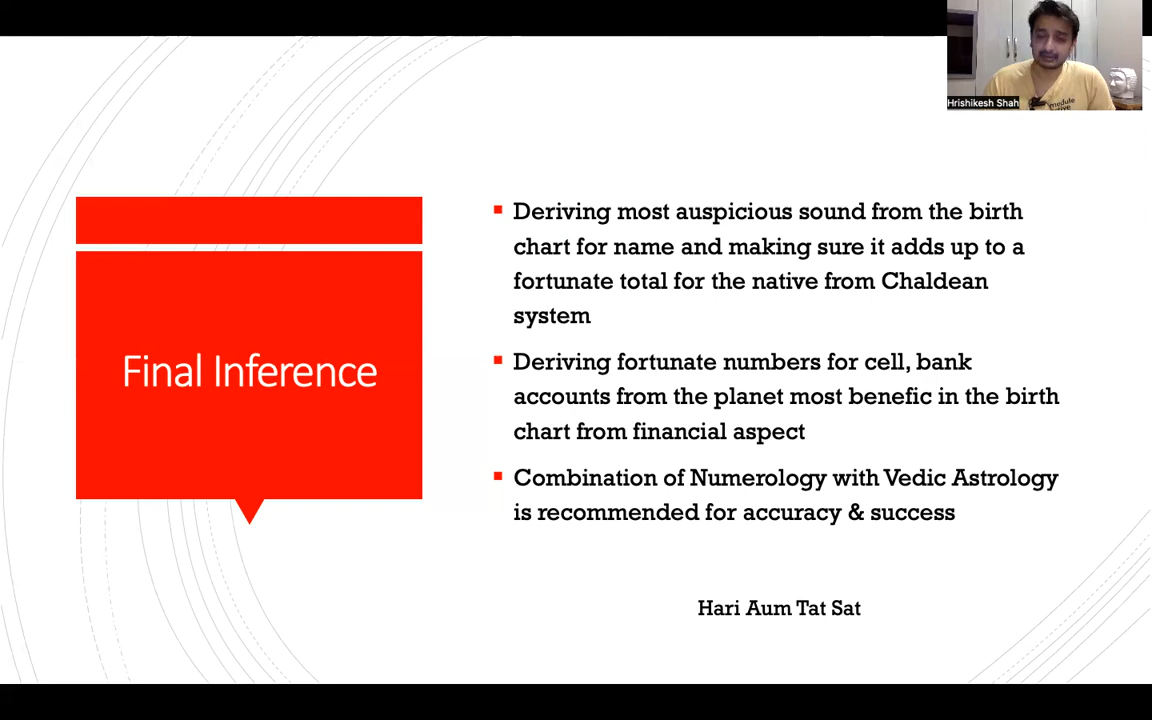 Hrishikesh Shah
Final Inference
Deriving most auspicious sound from the birth
chart for name and making sure it adds up to a
fortunate total for the native from Chaldean
system
Deriving fortunate numbers for cell, bank
accounts from the planet most benefic in the birth
chart from financial aspect
Combination of Numerology with Vedic Astrology
is recommended for accuracy & success
Hari Aum Tat Sat